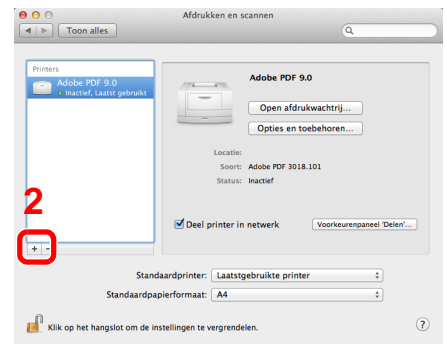 Afdrukken en scannen
Toon alles
Printers
Adobe PDF 9.0
Inactief, Laatst gebruikt
Adobe PDF 9.0
Open afdrukwachtrij...
Opties en toebehoren...
Locatie:
Soort: Adobe PDF 3018.101
Status: Inactief
2
Deel printer in netwerk
Voorkeurenpaneel 'Delen'...
+ -
Standaardprinter: Laatstgebruikte printer
Standaardpapierformaat: A4
Klik op het hangslot om de instellingen te vergrendelen.
?